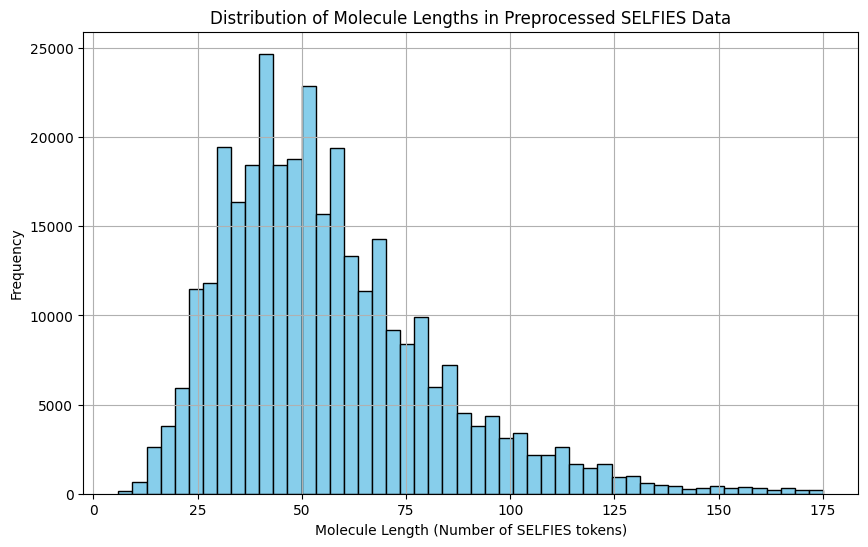 Distribution of Molecule Lengths in Preprocessed SELFIES Data
25000
20000
15000
10000
5000
0
Frequency
0 25 50 75 100 125 150 175
Molecule Length (Number of SELFIES tokens)